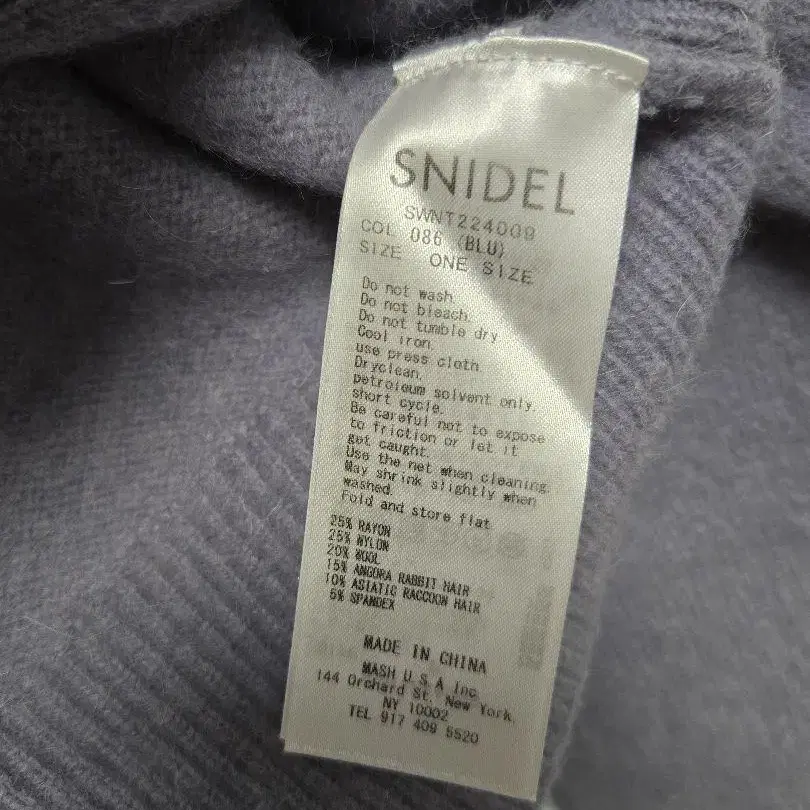 SNIDEL
SWNT224009
COL 086 (BLU)
SIZE ONE SIZE
Do not wash
Do not bleach.
Do not tumble dry
Cool iron.
use press cloth
Dryclean.
petroleum solvent only.
short cycle.
Be careful not to expose
to friction or let it
get caught.
Use the net when cleaning.
May shrink slightly when
washed.
Fold and store flat
25% RAYON
25% NYLON
20% WOOL
15% ANGORA RABBIT HAIR
10% ASIATIC RACCOON HAIR
5% SPANDEX
MADE IN CHINA
MASH U S A Inc.
144 Orchard St. New York.
NY 10002
TEL 917 409 5520